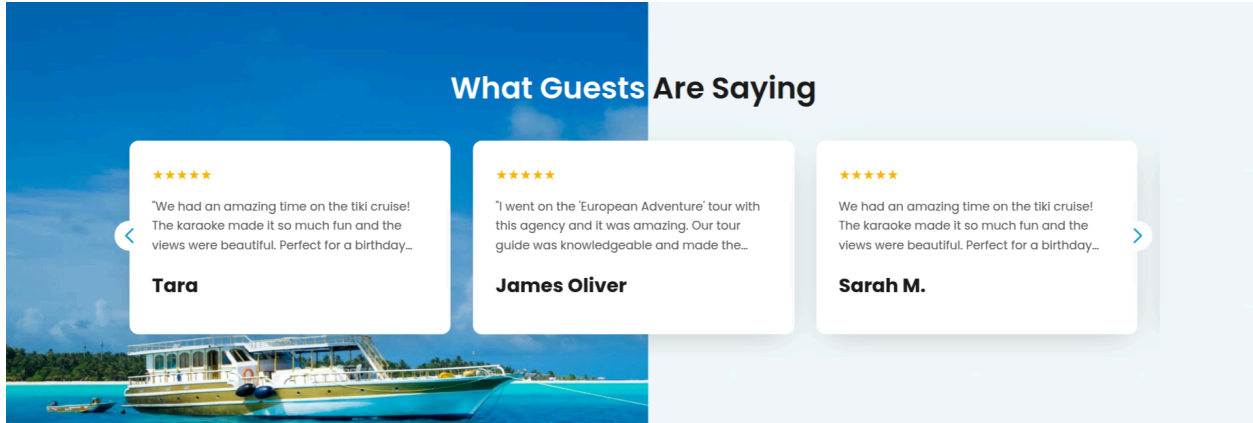 What Guests Are Saying
★★★★★
"We had an amazing time on the tiki cruise!
The karaoke made it so much fun and the
views were beautiful. Perfect for a birthday...
Tara
★★★★★
"I went on the 'European Adventure' tour with
this agency and it was amazing. Our tour
guide was knowledgeable and made the...
James Oliver
★★★★★
We had an amazing time on the tiki cruise!
The karaoke made it so much fun and the
views were beautiful. Perfect for a birthday...
Sarah M.